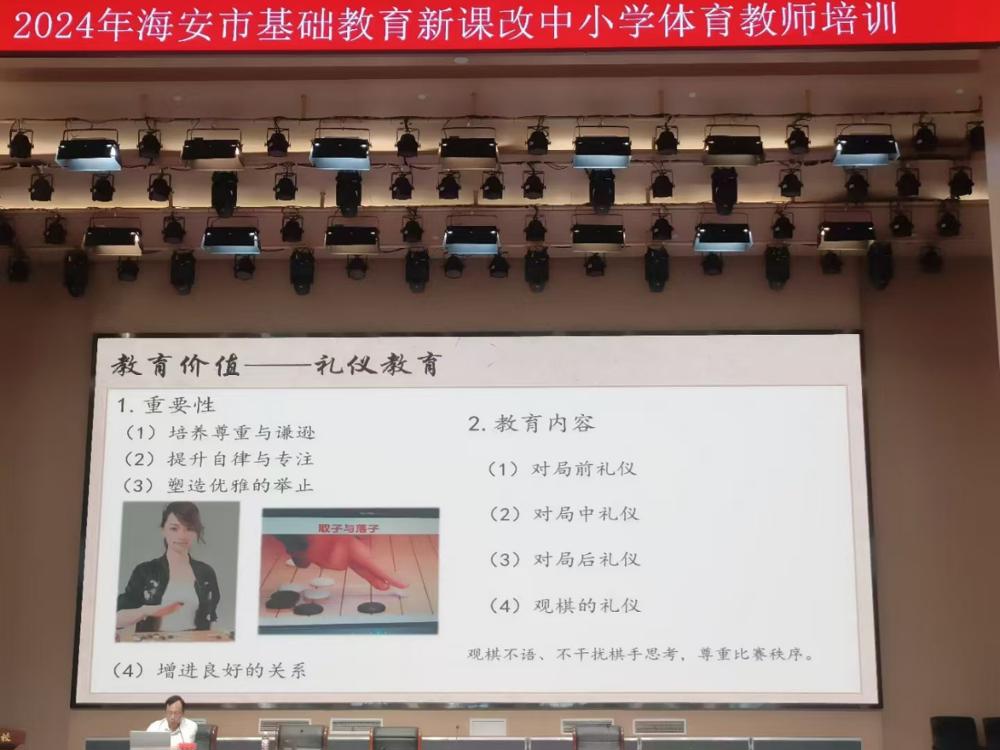 2024年海安市基础教育新课改中小学体育教师培训
教育价值——礼仪教育
1. 重要性
（1）培养尊重与谦逊
（2）提升自律与专注
（3）塑造优雅的举止
取子与落子
（4）增进良好的关系
2. 教育内容
（1）对局前礼仪
（2）对局中礼仪
（3）对局后礼仪
（4）观棋的礼仪
观棋不语、不干扰棋手思考，尊重比赛秩序。